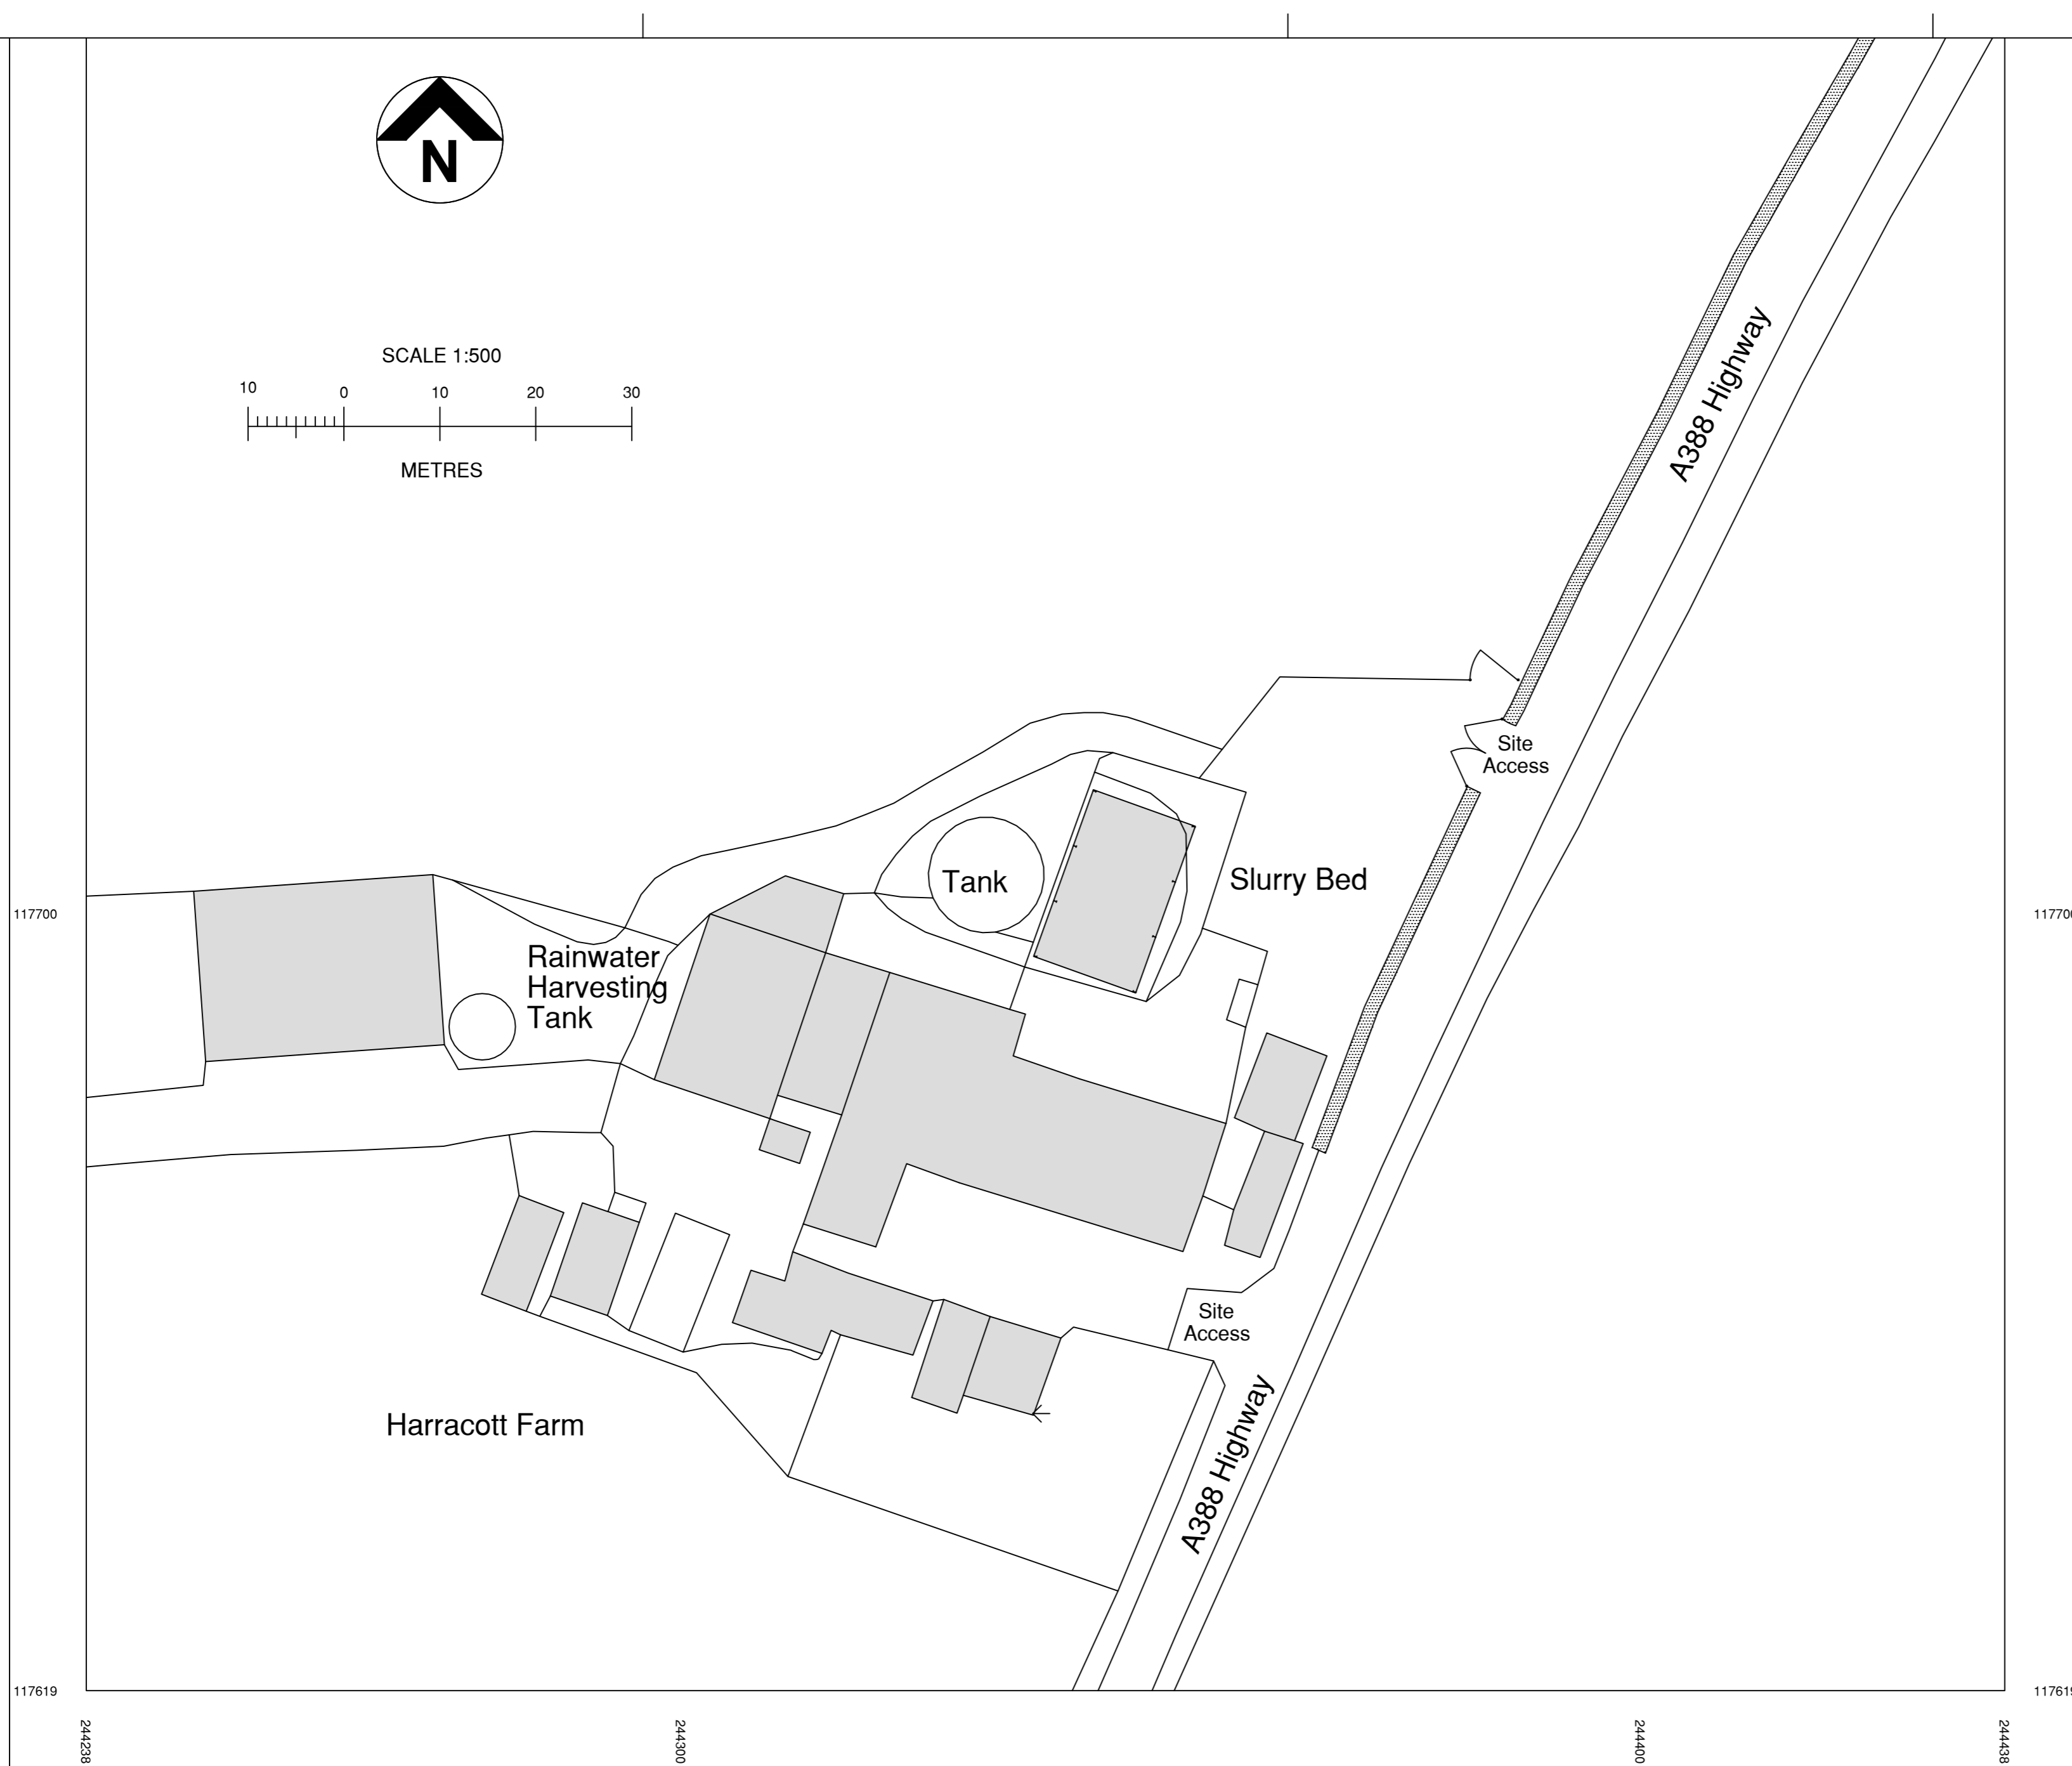 N
SCALE 1:500
10 0 10 20 30
METRES
A388 Highway
Site
Access
Tank
Slurry Bed
117700
117700
Rainwater
Harvesting
Tank
Site
Access
Harracott Farm
A388 Highway
117619
117619
244238
244300
244400
244438